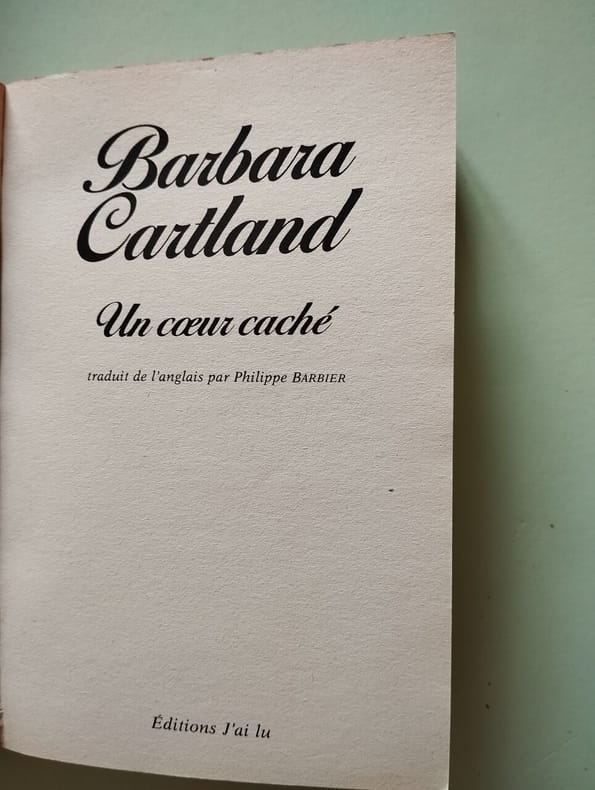 Barbara
Cartland
Un cœur caché
traduit de l'anglais par Philippe BARBIER
Éditions J'ai lu